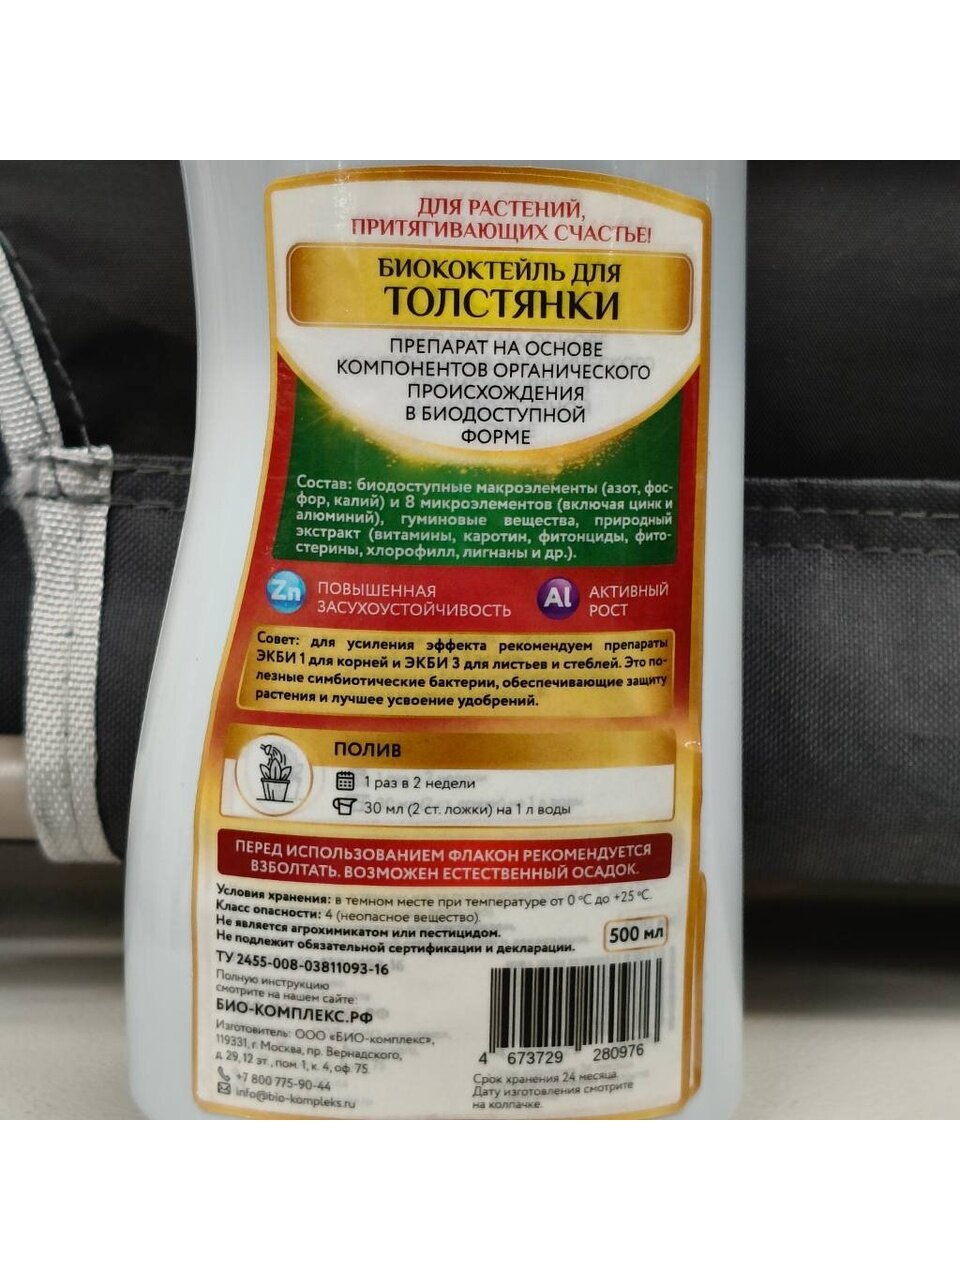 ДЛЯ РАСТЕНИЙ,
ПРИТЯГИВАЮЩИХ СЧАСТЬЕ!
БИОКОКТЕЙЛЬ ДЛЯ
ТОЛСТЯНКИ
ПРЕПАРАТ НА ОСНОВЕ
КОМПОНЕНТОВ ОРГАНИЧЕСКОГО
ПРОИСХОЖДЕНИЯ
В БИОДОСТУПНОЙ
ФОРМЕ
Состав: биодоступные макроэлементы (азот, фос-
фор, калий) и 8 микроэлементов (включая цинк и
алюминий), гуминовые вещества, природный
экстракт (витамины, каротин, фитонциды, фито-
стерины, хлорофилл, лигнаны и др.).
Zn ПОВЫШЕННАЯ
ЗАСУХОУСТОЙЧИВОСТЬ
Al АКТИВНЫЙ
РОСТ
Совет: для усиления эффекта рекомендуем препараты
ЭКБИ 1 для корней и ЭКБИ 3 для листьев и стеблей. Это по-
лезные симбиотические бактерии, обеспечивающие защиту
растения и лучшее усвоение удобрений.
ПОЛИВ
1 раз в 2 недели
30 мл (2 ст. ложки) на 1 л воды
ПЕРЕД ИСПОЛЬЗОВАНИЕМ ФЛАКОН РЕКОМЕНДУЕТСЯ
ВЗБОЛТАТЬ. ВОЗМОЖЕН ЕСТЕСТВЕННЫЙ ОСАДОК.
Условия хранения: в темном месте при температуре от 0 °С до +25 °С.
Класс опасности: 4 (неопасное вещество).
Не является агрохимикатом или пестицидом.
Не подлежит обязательной сертификации и декларации.
500 мл
ТУ 2455-008-03811093-16
Полную инструкцию
смотрите на нашем сайте:
БИО-КОМПЛЕКС.РФ
Изготовитель: ООО «БИО-комплекс»,
119331, г. Москва, пр. Вернадского,
д. 29, 12 эт., пом. 1, к. 4, оф. 75
+7 800 775-90-44
info@bio-kompleks.ru
4 673729 280976
Срок хранения 24 месяца.
Дату изготовления смотрите
на колпачке.